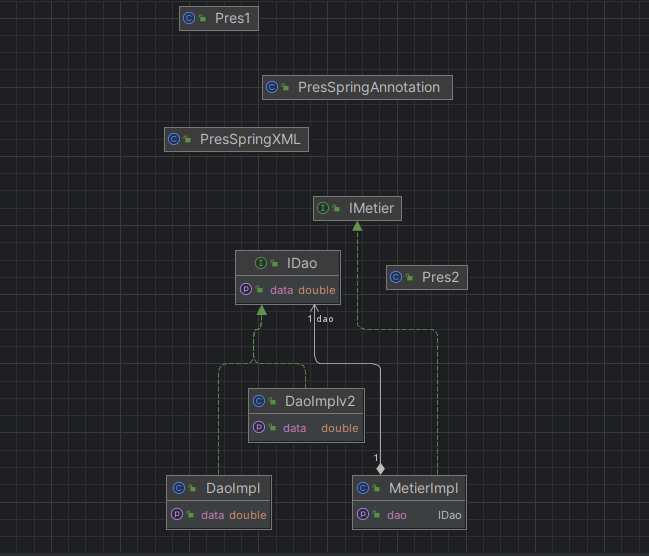 Pres1
PresSpringAnnotation
PresSpringXML
IMetier
IDao
data double
Pres2
1 dao
DaoImplv2
data double
1
DaoImpl
data double
MetierImpl
dao IDao